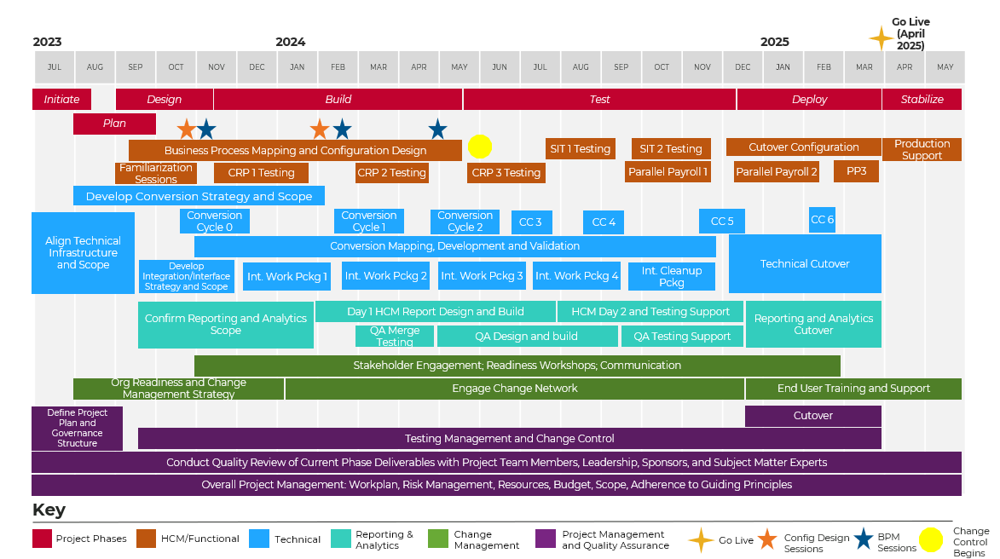 Go Live
(April
2025)
2023
2024
2025
JUL
AUG
SEP
OCT
NOV
DEC
JAN
FEB
MAR
APR
MAY
JUN
JUL
AUG
SEP
OCT
NOV
DEC
JAN
FEB
MAR
APR
MAY
Initiate
Design
Build
Test
Deploy
Stabilize
Plan
Business Process Mapping and Configuration Design
SIT 1 Testing
SIT 2 Testing
Cutover Configuration
Production
Support
Familiarization
Sessions
CRP 1 Testing
CRP 2 Testing
CRP 3 Testing
Parallel Payroll 1
Parallel Payroll 2
PP3
Develop Conversion Strategy and Scope
Align Technical
Infrastructure
and Scope
Conversion
Cycle 0
Conversion
Cycle 1
Conversion
Cycle 2
CC 3
CC 4
CC 5
CC 6
Conversion Mapping, Development and Validation
Technical Cutover
Develop
Integration/Interface
Strategy and Scope
Int. Work Pckg 1
Int. Work Pckg 2
Int. Work Pckg 3
Int. Work Pckg 4
Int. Cleanup
Pckg
Confirm Reporting and Analytics
Scope
Day 1 HCM Report Design and Build
HCM Day 2 and Testing Support
Reporting and Analytics
Cutover
QA Merge
Testing
QA Design and build
QA Testing Support
Stakeholder Engagement; Readiness Workshops; Communication
Org Readiness and Change
Management Strategy
Engage Change Network
End User Training and Support
Define Project
Plan and
Governance
Structure
Cutover
Testing Management and Change Control
Conduct Quality Review of Current Phase Deliverables with Project Team Members, Leadership, Sponsors, and Subject Matter Experts
Overall Project Management: Workplan, Risk Management, Resources, Budget, Scope, Adherence to Guiding Principles
Key
Project Phases
HCM/Functional
Technical
Reporting &
Analytics
Change
Management
Project Management
and Quality Assurance
Go Live
Config Design
Sessions
BPM
Sessions
Change
Control
Begins